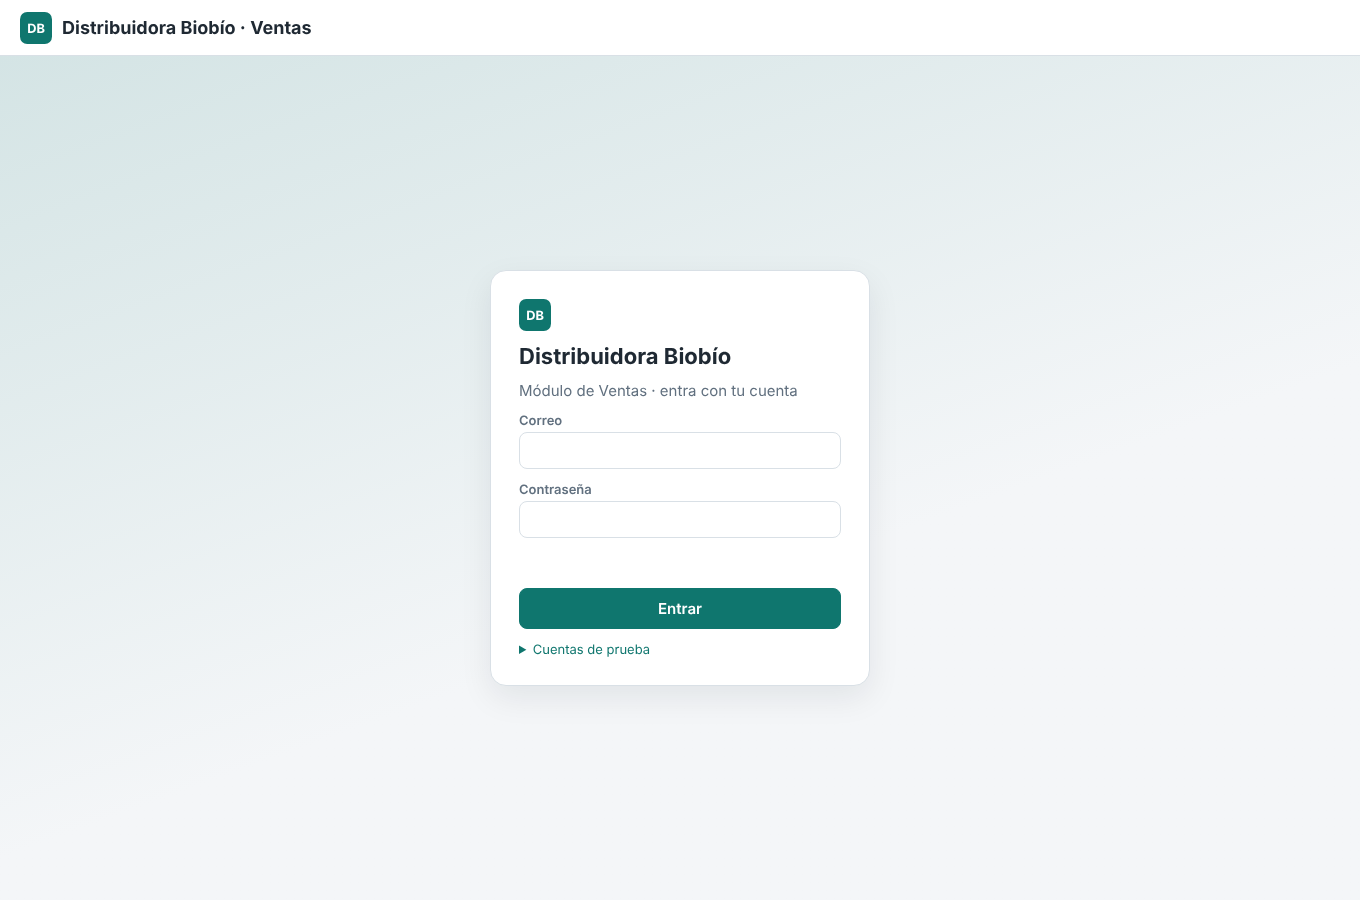 DB Distribuidora Biobío · Ventas
DB
Distribuidora Biobío
Módulo de Ventas · entra con tu cuenta
Correo
Contraseña
Entrar
Cuentas de prueba